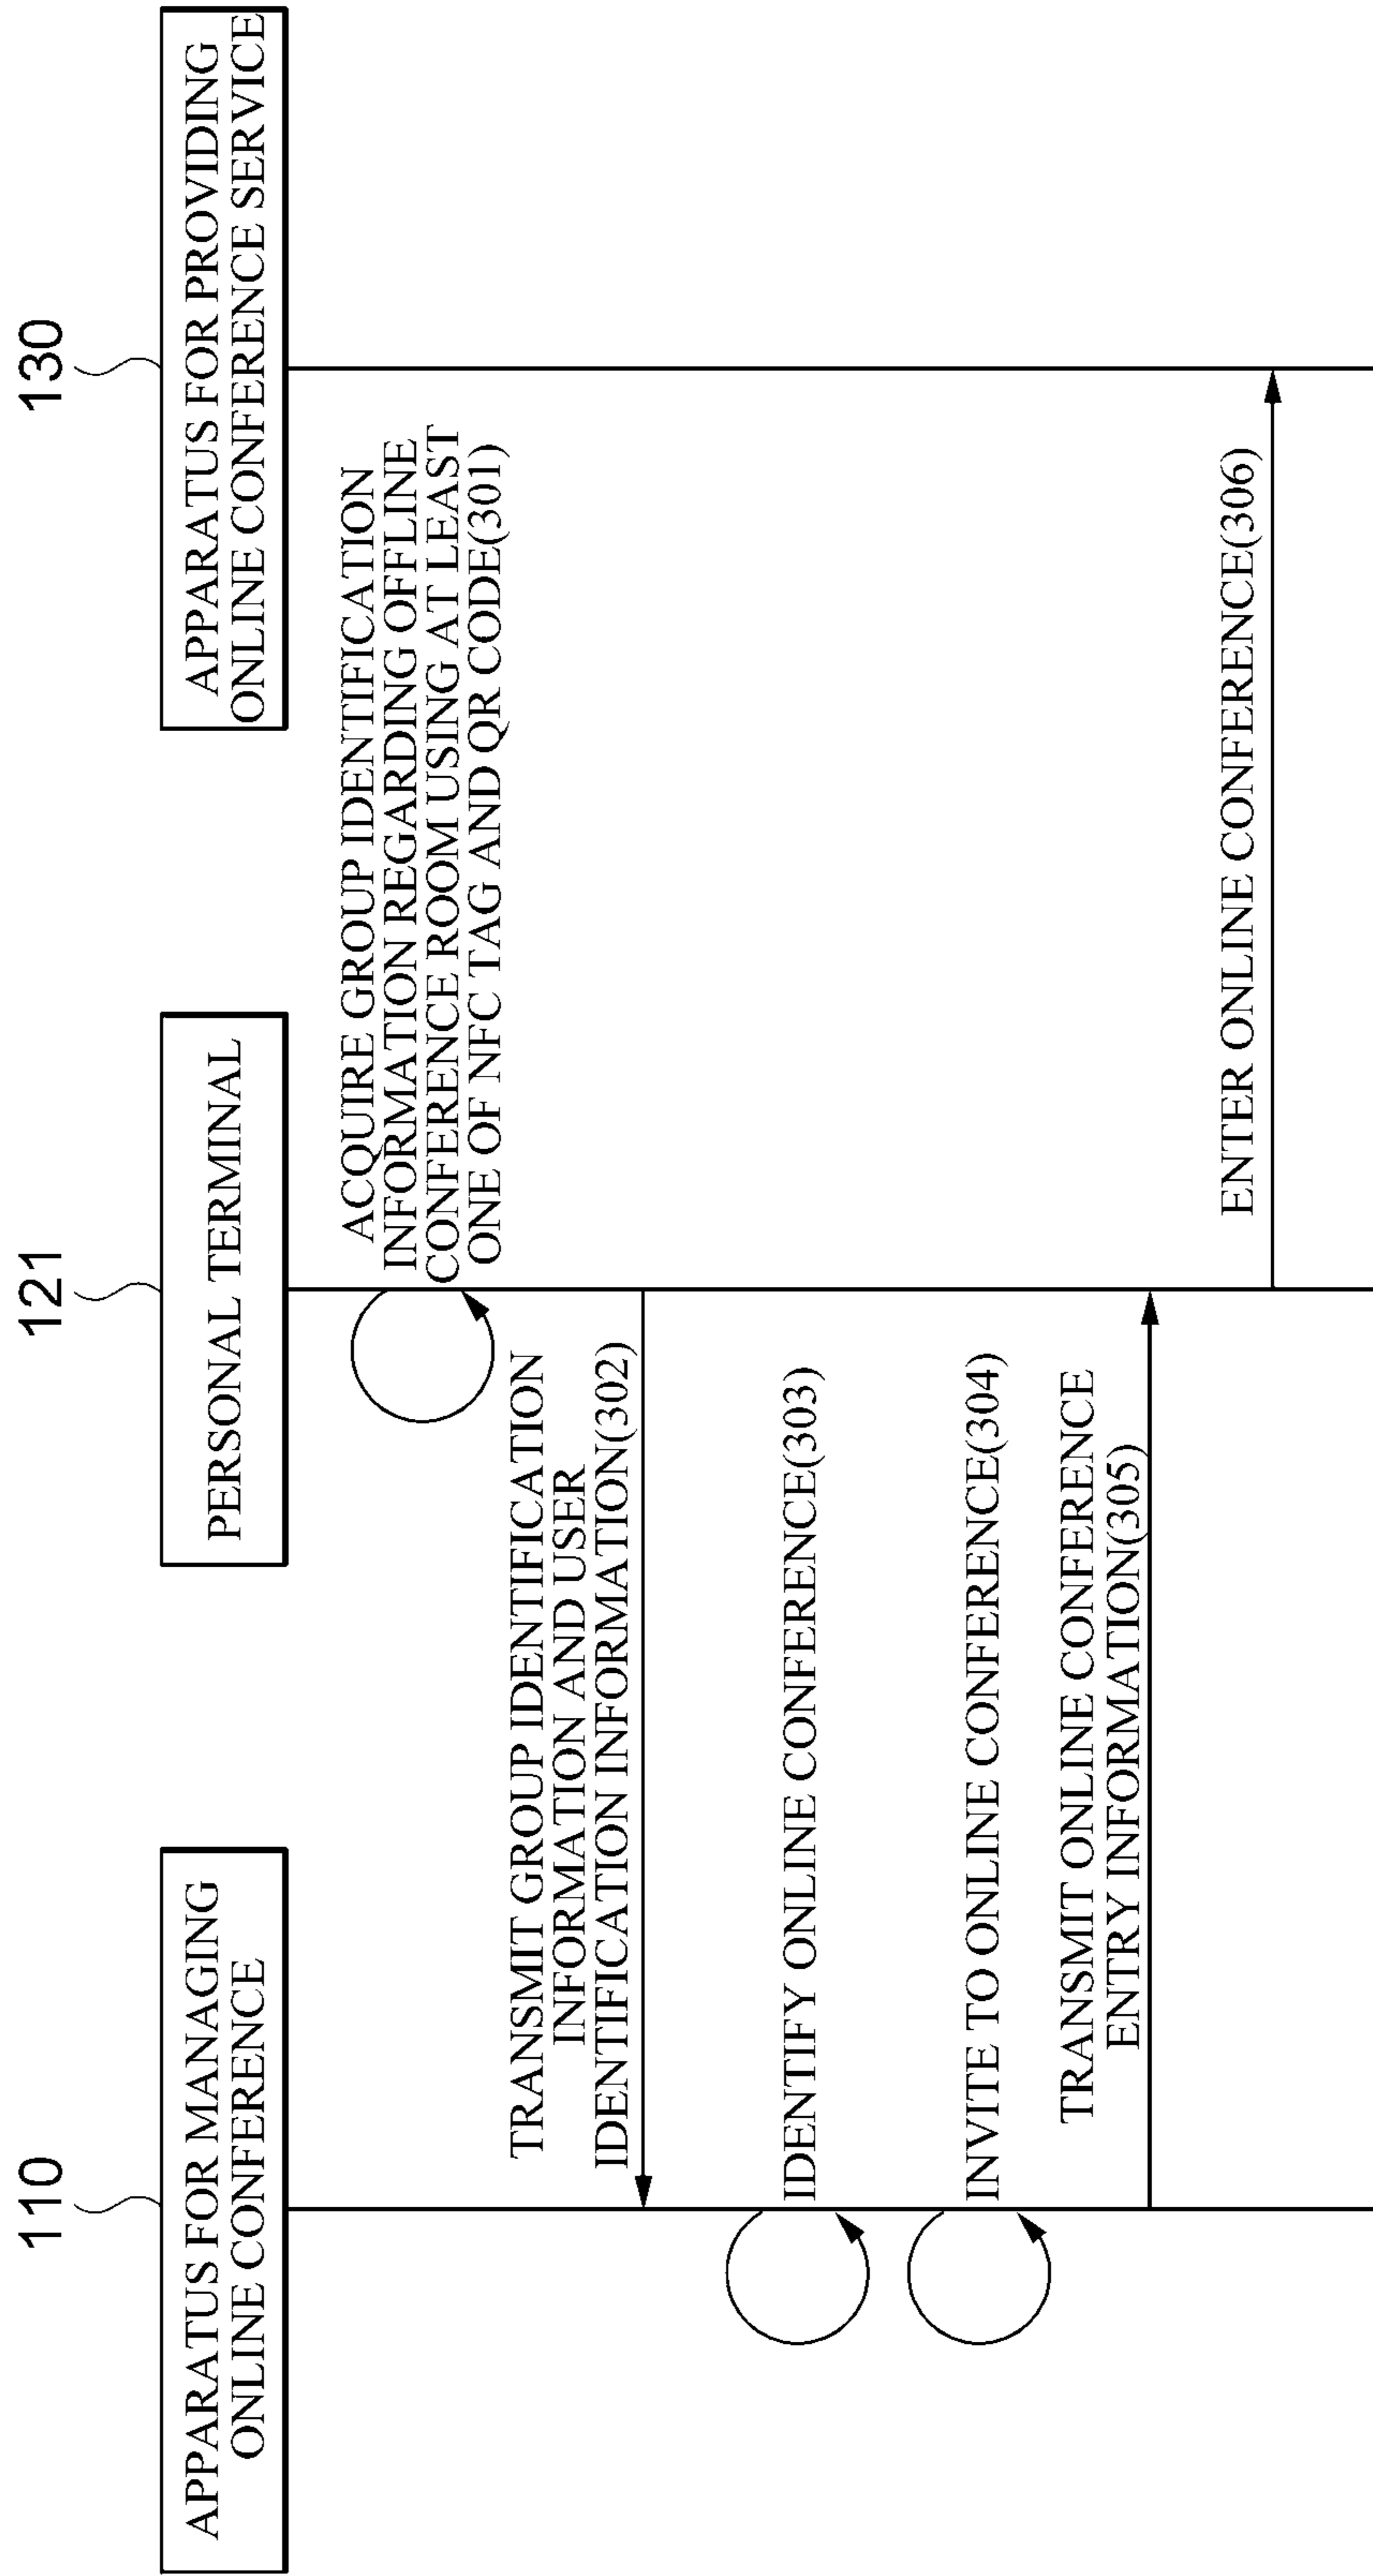 110
121
130
APPARATUS FOR MANAGING
ONLINE CONFERENCE
PERSONAL TERMINAL
APPARATUS FOR PROVIDING
ONLINE CONFERENCE SERVICE
ACQUIRE GROUP IDENTIFICATION
INFORMATION REGARDING OFFLINE
CONFERENCE ROOM USING AT LEAST
ONE OF NFC TAG AND QR CODE(301)
TRANSMIT GROUP IDENTIFICATION
INFORMATION AND USER
IDENTIFICATION INFORMATION(302)
IDENTIFY ONLINE CONFERENCE(303)
INVITE TO ONLINE CONFERENCE(304)
TRANSMIT ONLINE CONFERENCE
ENTRY INFORMATION(305)
ENTER ONLINE CONFERENCE(306)